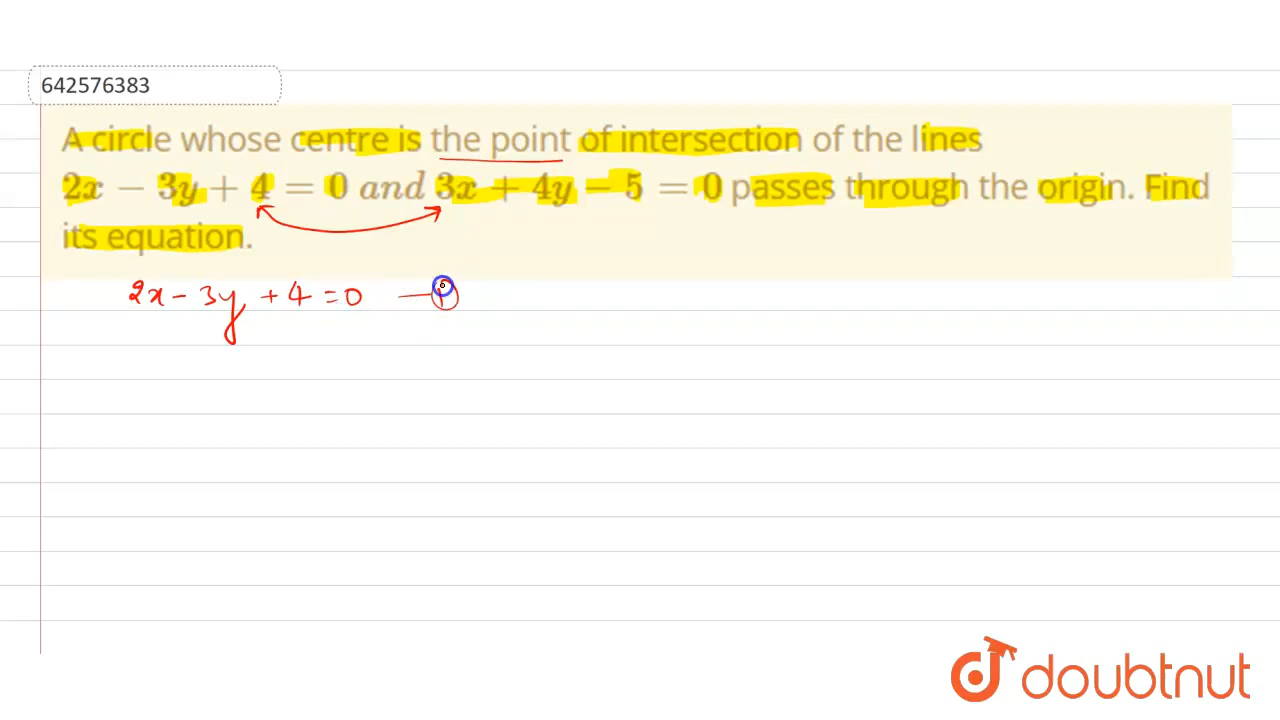 642576383
A circle whose centre is the point of intersection of the lines
2x − 3y + 4 = 0 and 3x + 4y − 5 = 0 passes through the origin. Find
its equation.
2x − 3y + 4 = 0 — i
doubtnut